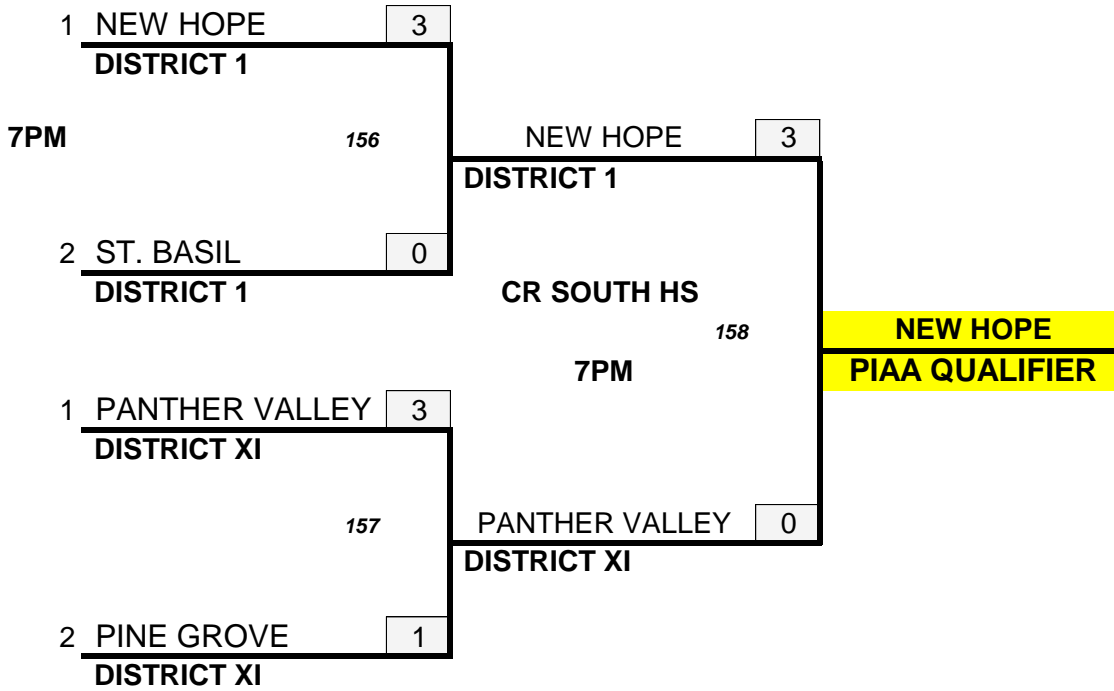 1 NEW HOPE 3
DISTRICT 1
7PM 156
2 ST. BASIL 0
DISTRICT 1
NEW HOPE 3
DISTRICT 1
CR SOUTH HS
158
7PM
NEW HOPE
PIAA QUALIFIER
1 PANTHER VALLEY 3
DISTRICT XI
157
PANTHER VALLEY 0
DISTRICT XI
2 PINE GROVE 1
DISTRICT XI